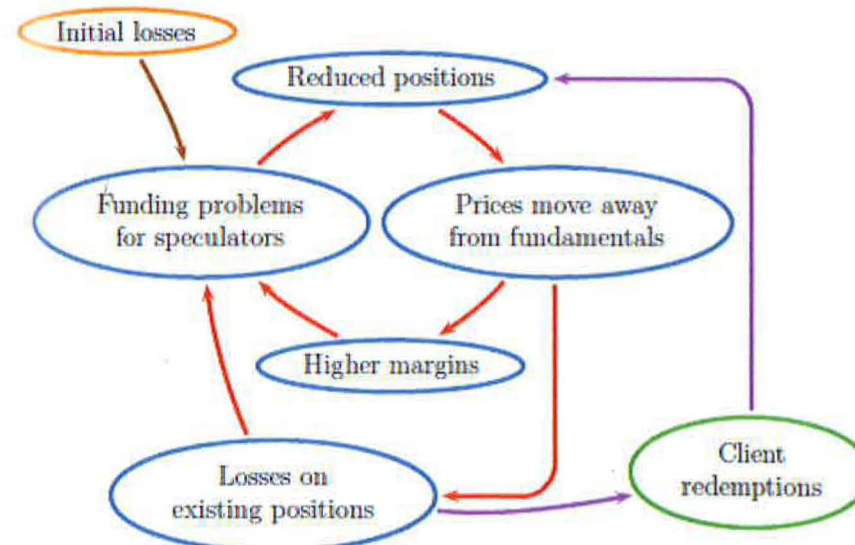 Initial losses
Reduced positions
Funding problems
for speculators
Prices move away
from fundamentals
Higher margins
Losses on
existing positions
Client
redemptions